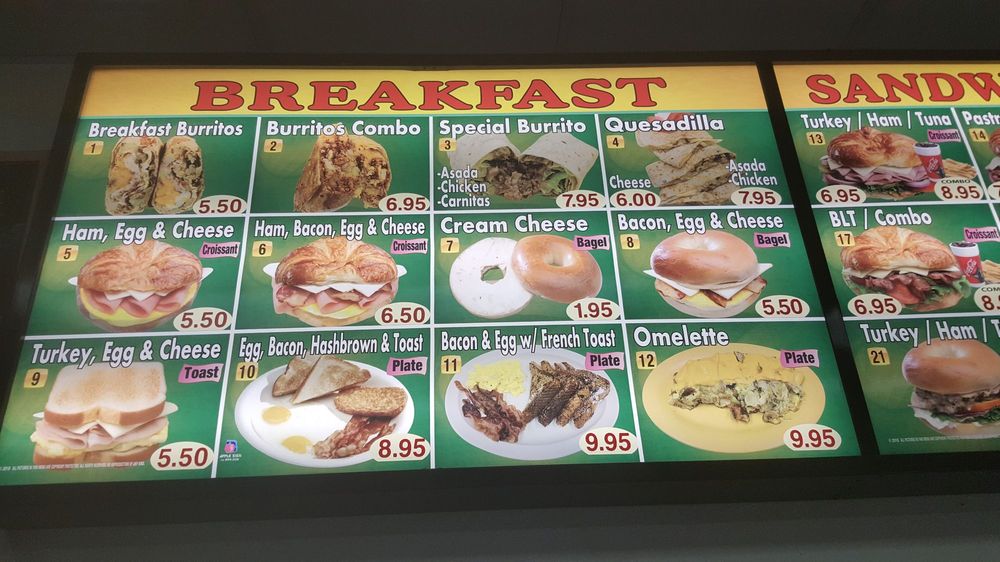 BREAKFAST
Breakfast Burritos
1
5.50
Burritos Combo
2
6.95
Special Burrito
3
-Asada
-Chicken
-Carnitas
7.95
Quesadilla
4
Cheese
6.00
-Asada
-Chicken
7.95
Ham, Egg & Cheese
5
Croissant
5.50
Ham, Bacon, Egg & Cheese
6
Croissant
6.50
Cream Cheese
7
Bagel
1.95
Bacon, Egg & Cheese
8
Bagel
5.50
Turkey, Egg & Cheese
9
Toast
5.50
Egg, Bacon, Hashbrown & Toast
10
Plate
8.95
Bacon & Egg w/ French Toast
11
Plate
9.95
Omelette
12
Plate
9.95
SANDW
Turkey / Ham / Tuna
13
Croissant
6.95
COMBO
8.95
Past
14
BLT / Combo
17
Croissant
6.95
Turkey / Ham / T
21